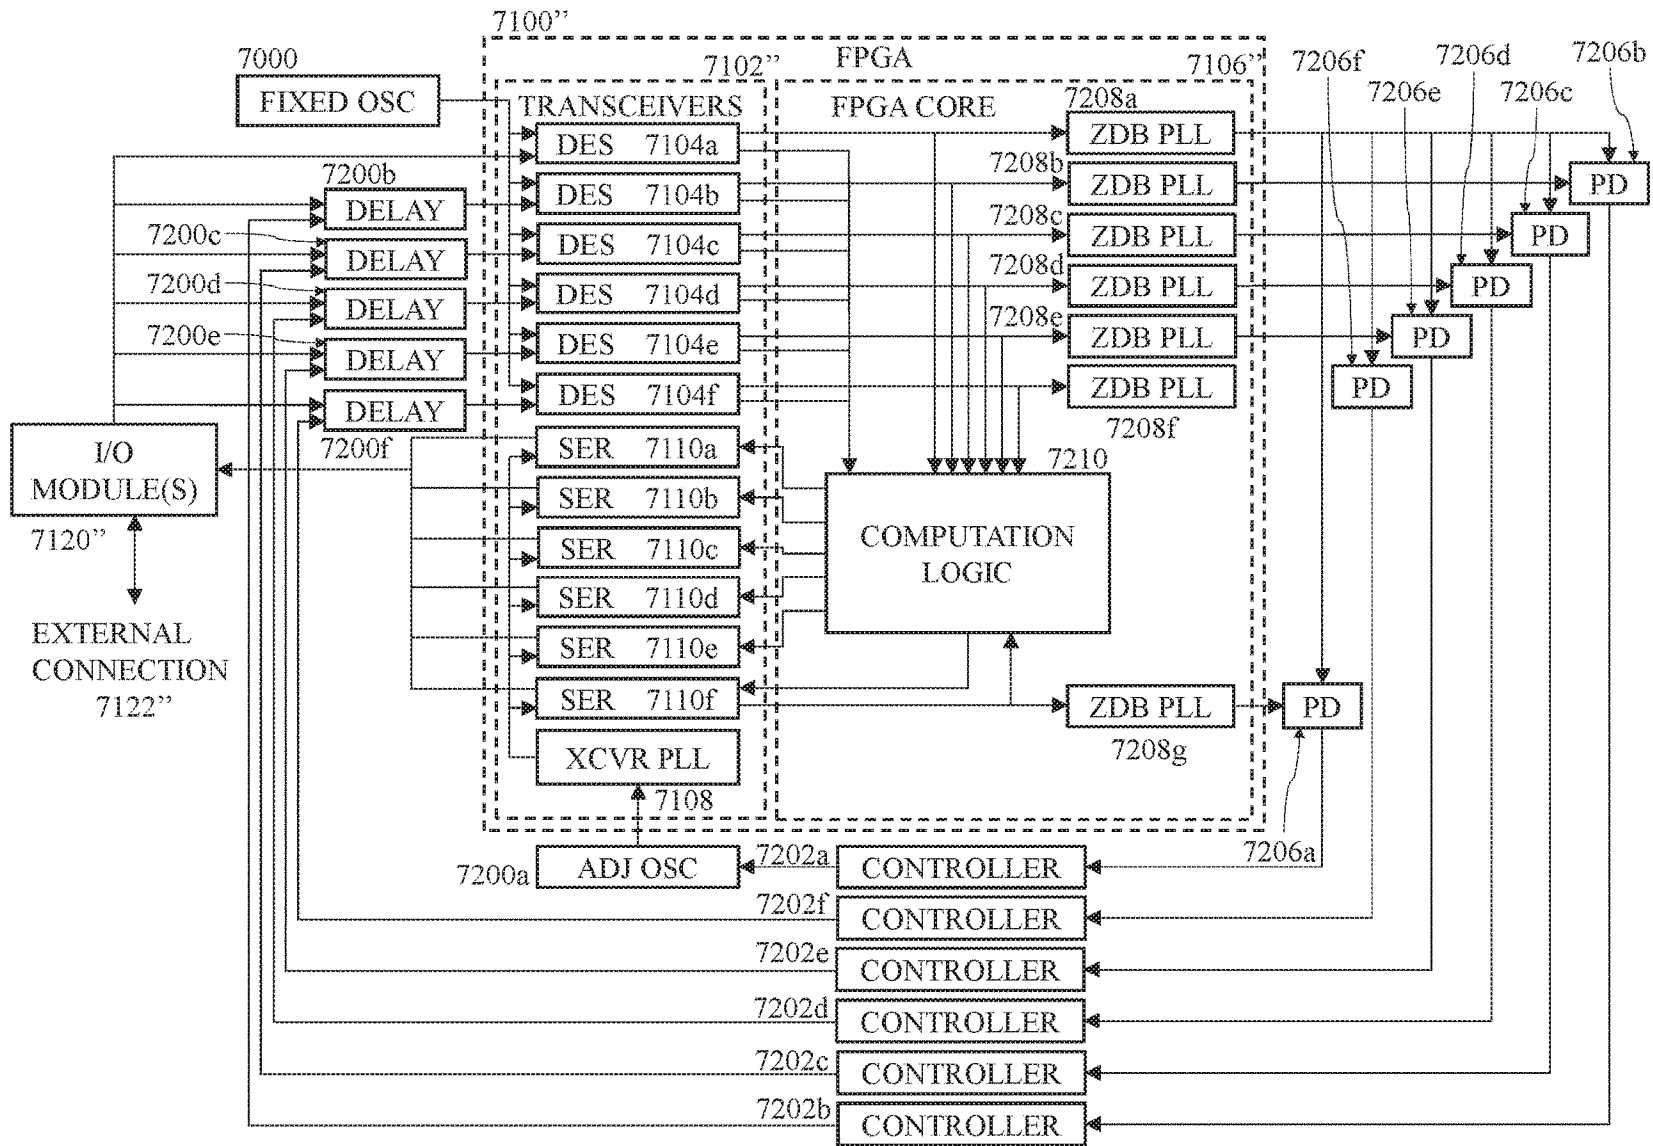 7100’’
FPGA
7000
FIXED OSC
7102’’
TRANSCEIVERS
7106’’
FPGA CORE
7206f
7206d
7206b
7206e
7206c
DES 7104a
7208a
ZDB PLL
7200b
DELAY
DES 7104b
7208b
ZDB PLL
PD
7200c
DELAY
DES 7104c
7208c
ZDB PLL
PD
7200d
DELAY
DES 7104d
7208d
ZDB PLL
PD
7200e
DELAY
DES 7104e
7208e
ZDB PLL
PD
DELAY
7200f
DES 7104f
ZDB PLL
7208f
PD
I/O
MODULE(S)
7120’’
EXTERNAL
CONNECTION
7122’’
SER 7110a
SER 7110b
SER 7110c
SER 7110d
SER 7110e
SER 7110f
7210
COMPUTATION
LOGIC
ZDB PLL
7208g
PD
7206a
XCVR PLL
7108
7200a
ADJ OSC
7202a
CONTROLLER
7202f
CONTROLLER
7202e
CONTROLLER
7202d
CONTROLLER
7202c
CONTROLLER
7202b
CONTROLLER